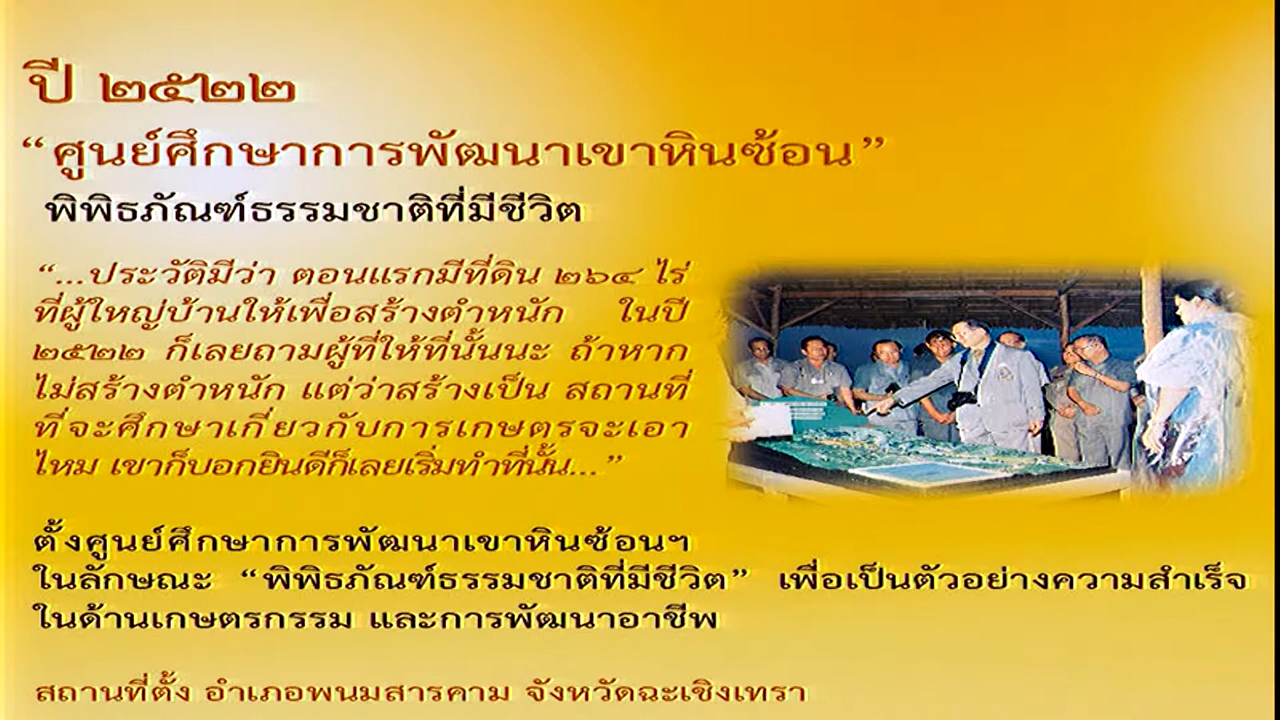 ปี ๒๕๒๒
“ศูนย์ศึกษาการพัฒนาเขาหินซ้อน”
พิพิธภัณฑ์ธรรมชาติที่มีชีวิต
“...ประวัติมีว่า ตอนแรกมีที่ดิน ๒๖๔ ไร่
ที่ผู้ใหญ่บ้านให้เพื่อสร้างตำหนัก ในปี
๒๕๒๒ ก็เลยถามผู้ที่ให้ที่นั้นนะ ถ้าหาก
ไม่สร้างตำหนัก แต่ว่าสร้างเป็น สถานที่
ที่จะศึกษาเกี่ยวกับการเกษตรจะเอา
ไหม เขาก็บอกยินดีก็เลยเริ่มทำที่นั้น...”
ตั้งศูนย์ศึกษาการพัฒนาเขาหินซ้อนฯ
ในลักษณะ “พิพิธภัณฑ์ธรรมชาติที่มีชีวิต” เพื่อเป็นตัวอย่างความสำเร็จ
ในด้านเกษตรกรรม และการพัฒนาอาชีพ
สถานที่ตั้ง อำเภอพนมสารคาม จังหวัดฉะเชิงเทรา